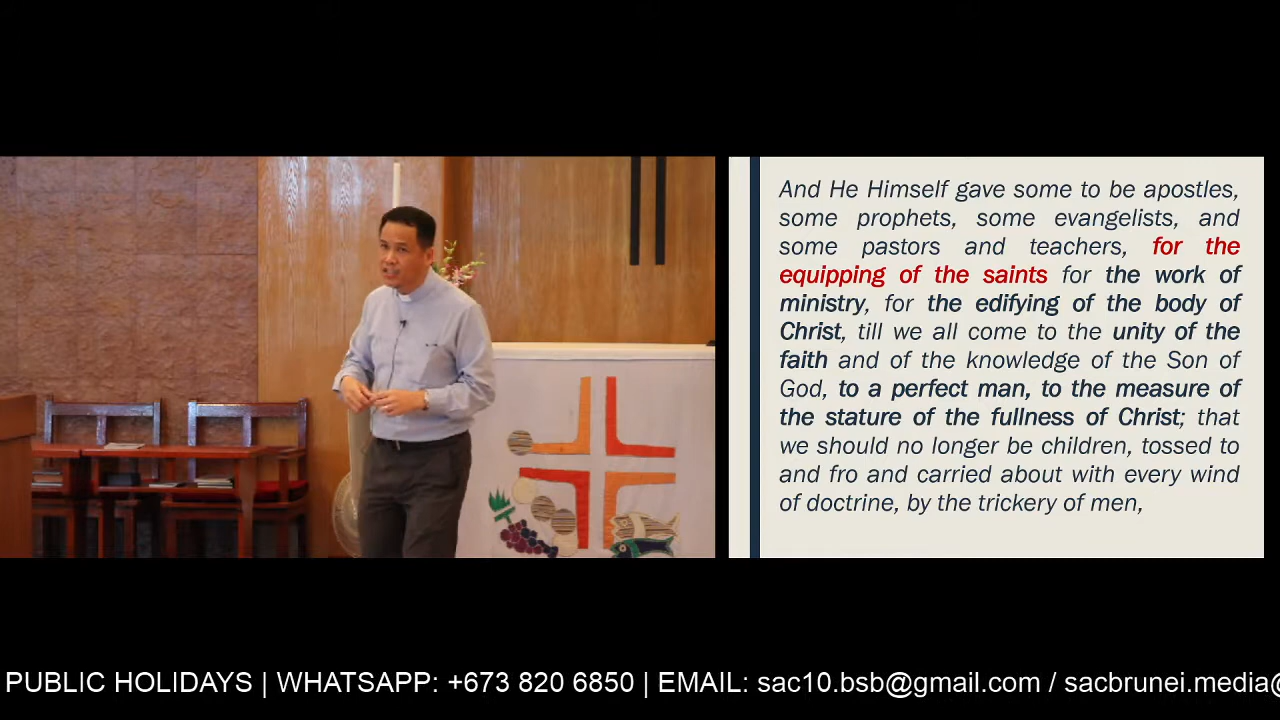 And He Himself gave some to be apostles,
some prophets, some evangelists, and
some pastors and teachers, for the
equipping of the saints for the work of
ministry, for the edifying of the body of
Christ, till we all come to the unity of the
faith and of the knowledge of the Son of
God, to a perfect man, to the measure of
the stature of the fullness of Christ; that
we should no longer be children, tossed to
and fro and carried about with every wind
of doctrine, by the trickery of men,
PUBLIC HOLIDAYS | WHATSAPP: +673 820 6850 | EMAIL: sac10.bsb@gmail.com / sacbrunei.media@